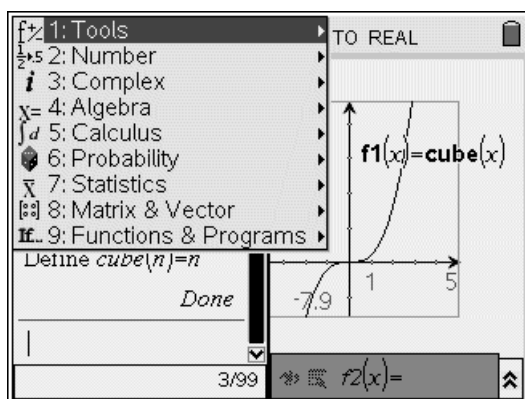 1: Tools
2: Number
3: Complex
4: Algebra
5: Calculus
6: Probability
7: Statistics
8: Matrix & Vector
9: Functions & Programs
TO REAL
f1(x)=cube(x)
1
5
-7.9
Define cube(n)=n
Done
3/99
f2(x)=